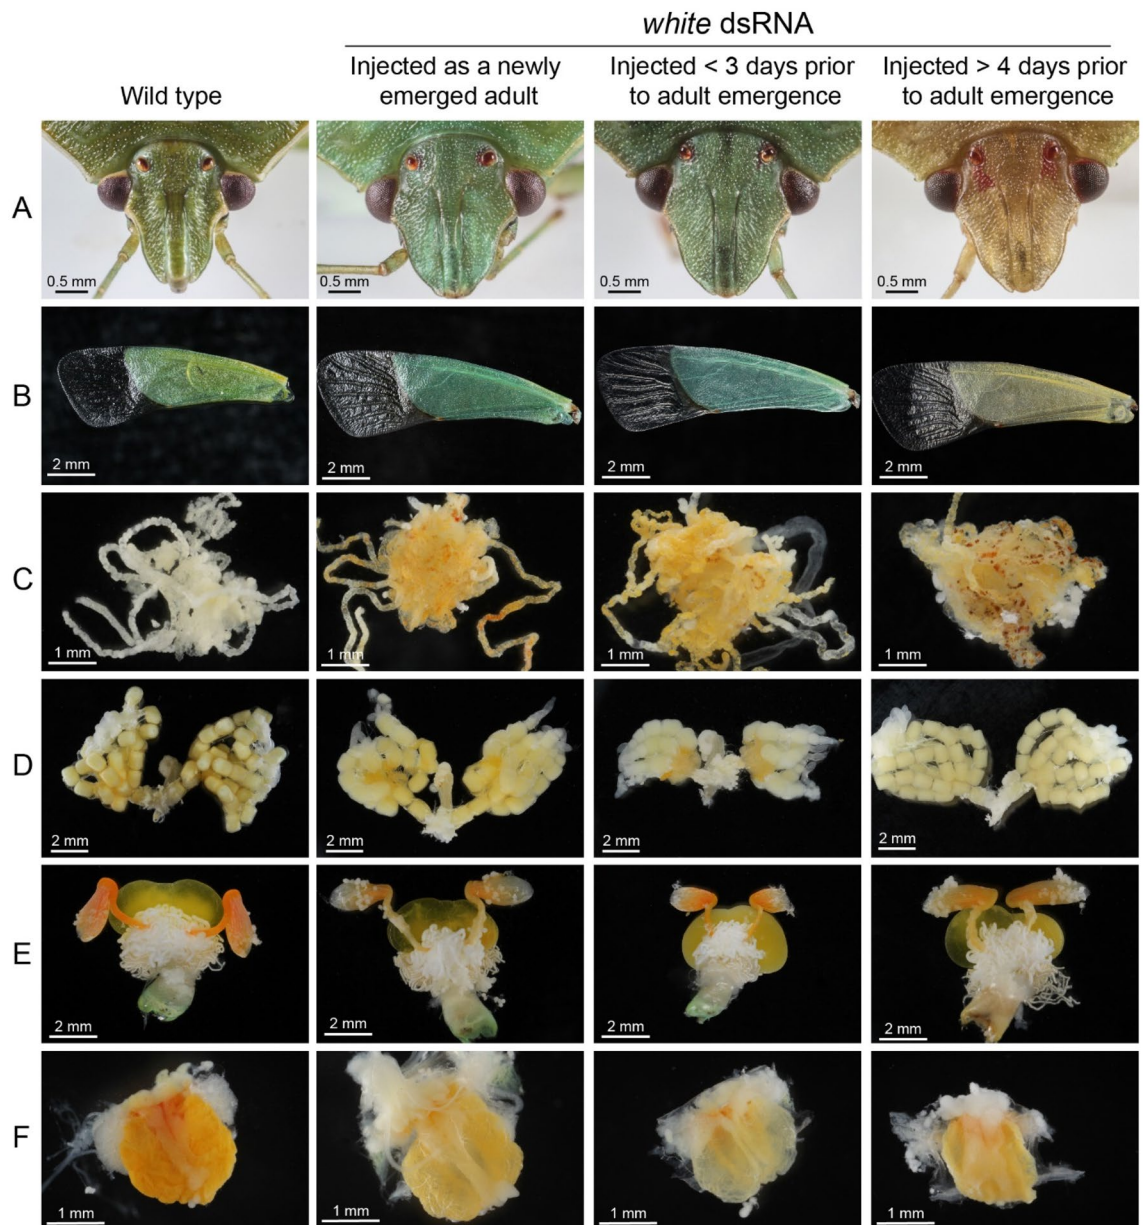 white dsRNA
Wild type
Injected as a newly
emerged adult
Injected < 3 days prior
to adult emergence
Injected > 4 days prior
to adult emergence
A
0.5 mm
0.5 mm
0.5 mm
0.5 mm
B
2 mm
2 mm
2 mm
2 mm
C
1 mm
1 mm
1 mm
1 mm
D
2 mm
2 mm
2 mm
2 mm
E
2 mm
2 mm
2 mm
2 mm
F
1 mm
1 mm
1 mm
1 mm